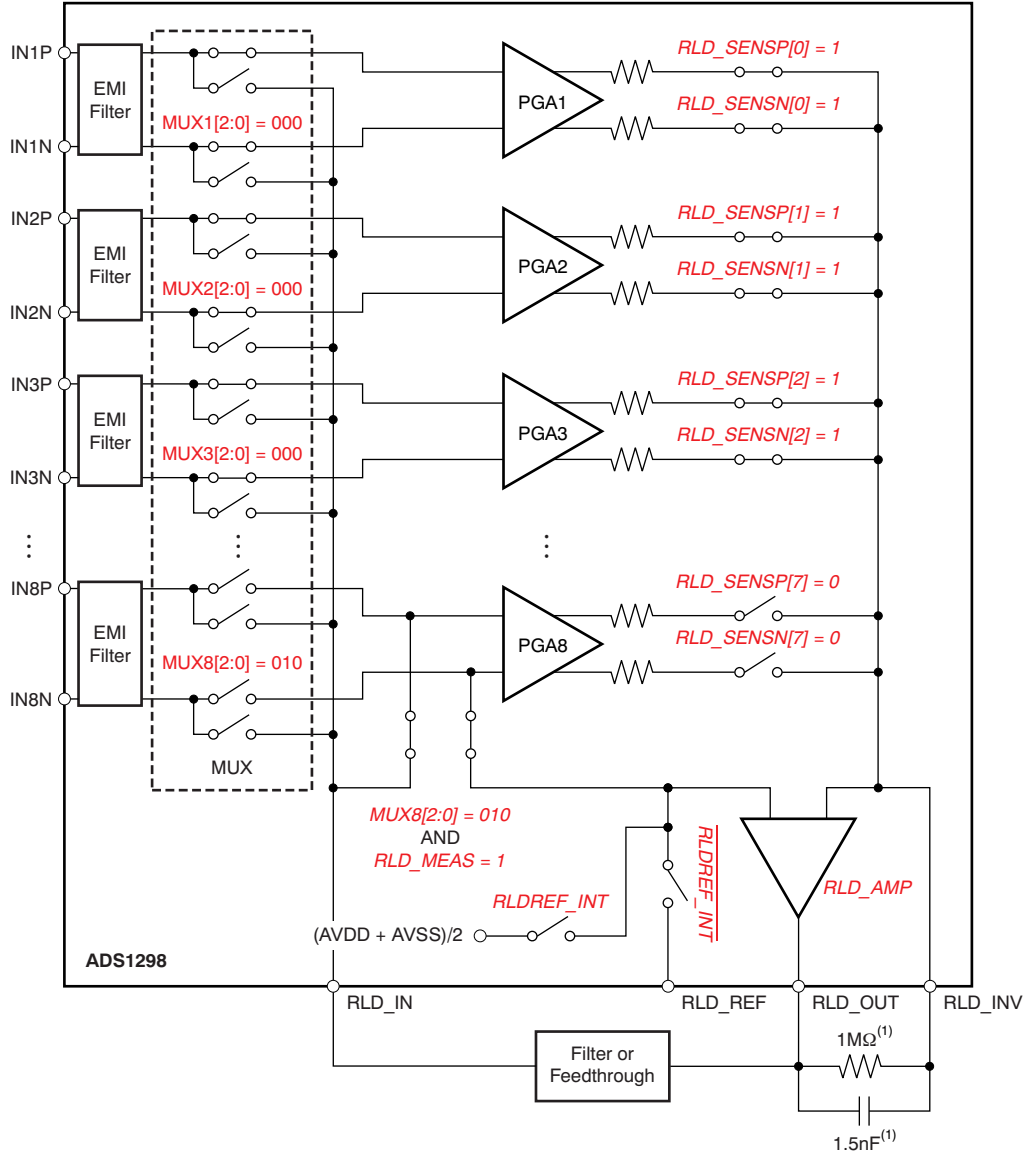 IN1P
EMI
Filter
IN1N
MUX1[2:0] = 000
PGA1
RLD_SENSP[0] = 1
RLD_SENSN[0] = 1
IN2P
EMI
Filter
IN2N
MUX2[2:0] = 000
PGA2
RLD_SENSP[1] = 1
RLD_SENSN[1] = 1
IN3P
EMI
Filter
IN3N
MUX3[2:0] = 000
PGA3
RLD_SENSP[2] = 1
RLD_SENSN[2] = 1
IN8P
EMI
Filter
IN8N
MUX8[2:0] = 010
PGA8
RLD_SENSP[7] = 0
RLD_SENSN[7] = 0
MUX
MUX8[2:0] = 010
AND
RLD_MEAS = 1
RLDREF_INT
(AVDD + AVSS)/2
RLDREF_INT
RLD_AMP
ADS1298
RLD_IN
RLD_REF
RLD_OUT
RLD_INV
Filter or
Feedthrough
1MΩ(1)
1.5nF(1)